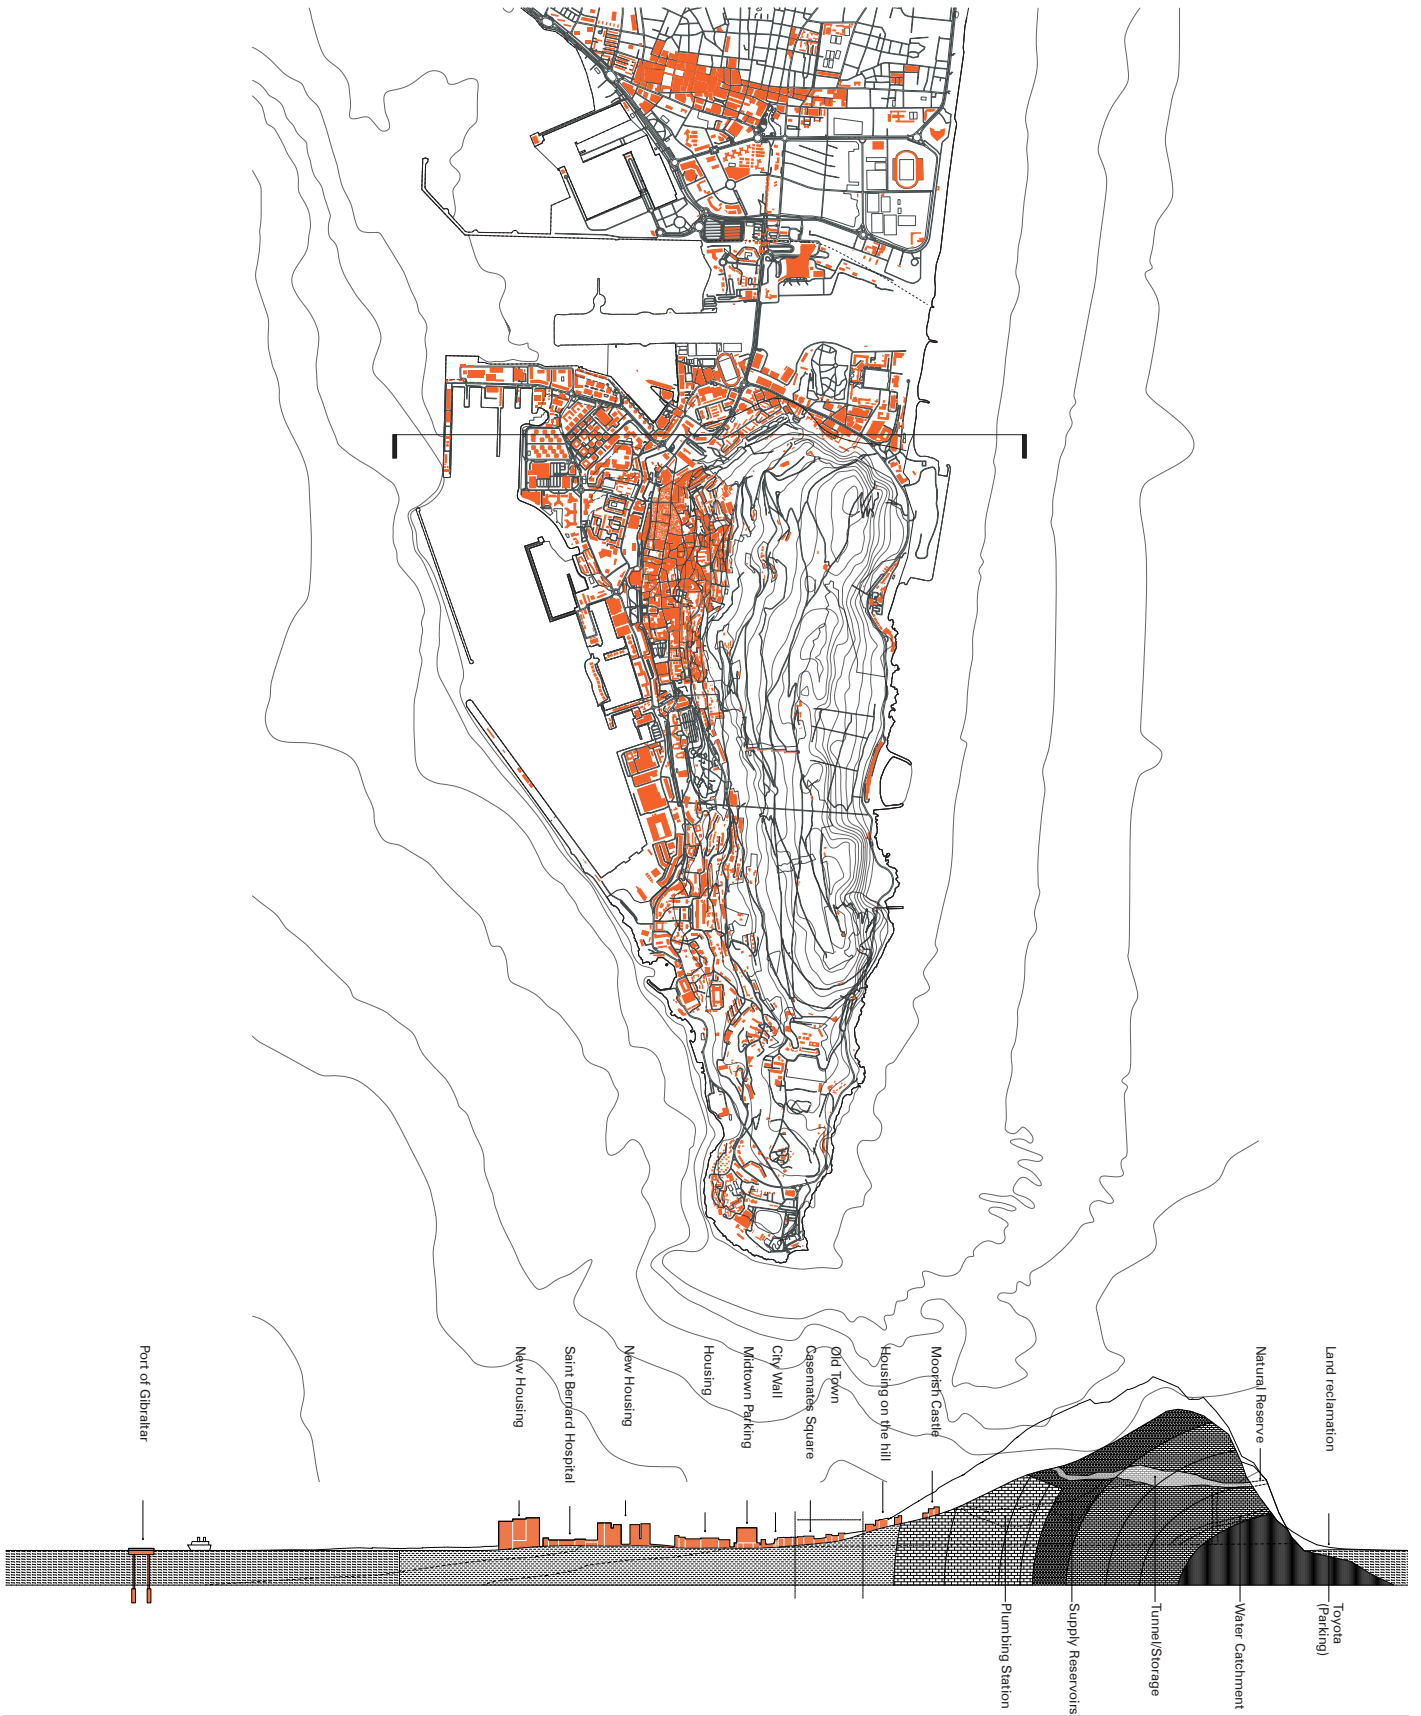 Port of Gibraltar
New Housing
Saint Bernard Hospital
New Housing
Housing
Midtown Parking
City Wall
Casemates Square
Old Town
Housing on the hill
Moorish Castle
Natural Reserve
Land reclamation
Plumbing Station
Supply Reservoirs
Tunnel/Storage
Water Catchment
Toyota
(Parking)